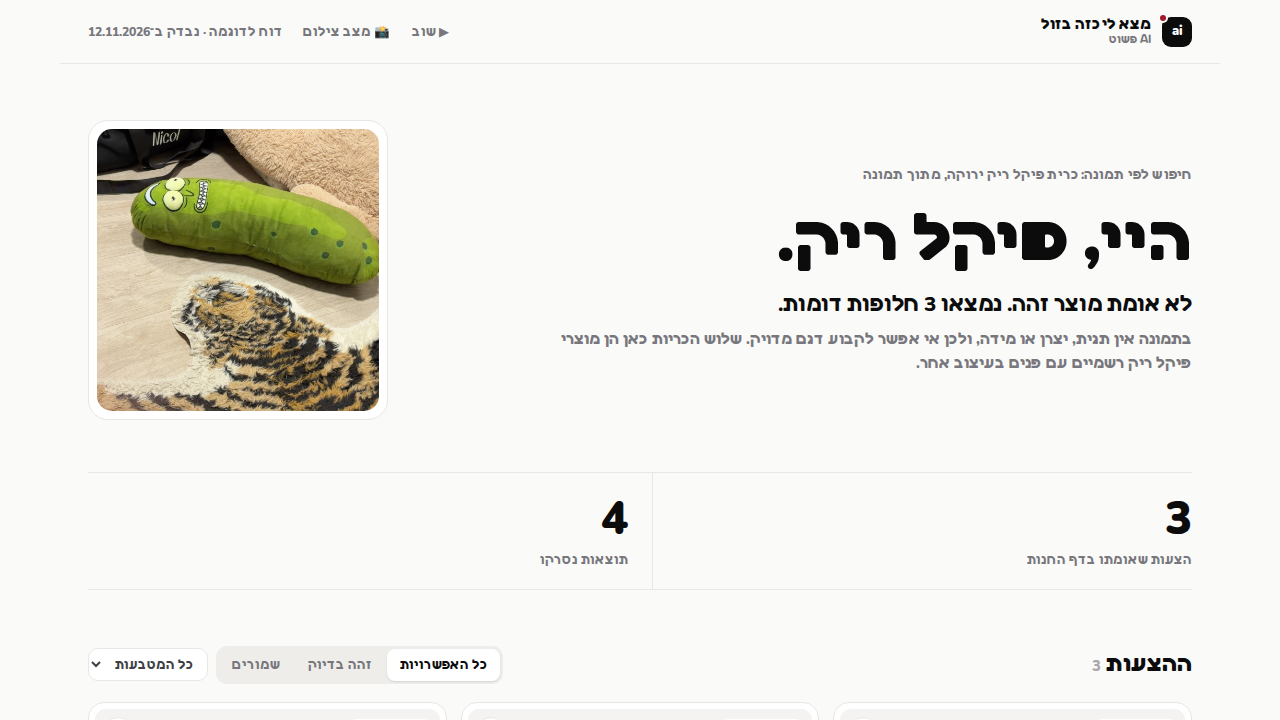 מצא לי כזה בזול
AI פשוט
ai
▶ שוב
📸 מצב צילום
דוח לדוגמה · נבדק ב־12.11.2026
Nicol
חיפוש לפי תמונה: כרית פיקל ריק ירוקה, מתוך תמונה
היי, פיקל ריק.
לא אומת מוצר זהה. נמצאו 3 חלופות דומות.
בתמונה אין תגית, יצרן או מידה, ולכן אי אפשר לקבוע דגם מדויק. שלוש הכריות כאן הן מוצרי
פיקל ריק רשמיים עם פנים בעיצוב אחר.
3
הצעות שאומתו בדף החנות
4
תוצאות נסרקו
ההצעות 3
כל האפשרויות
זהה בדיוק
שמורים
כל המטבעות